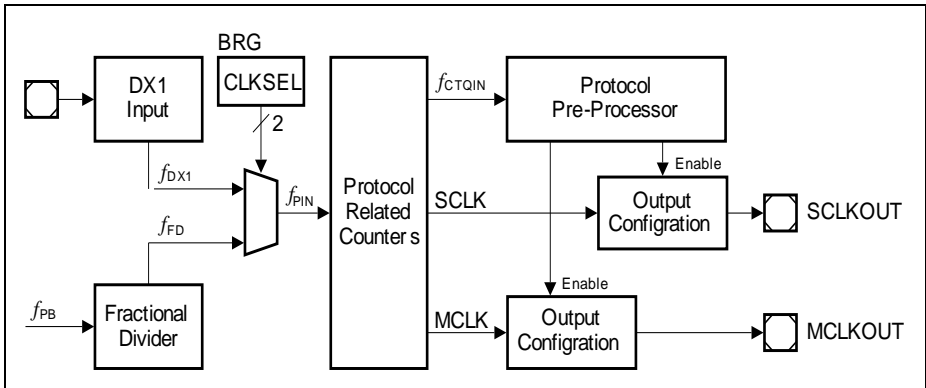 BRG
CLKSEL
2
DX1
Input
fDX1
fFD
fPB
Fractional
Divider
fPIN
Protocol
Related
Counter s
fCTQIN
SCLK
MCLK
Protocol
Pre-Processor
Enable
Output
Configration
SCLKOUT
Enable
Output
Configration
MCLKOUT